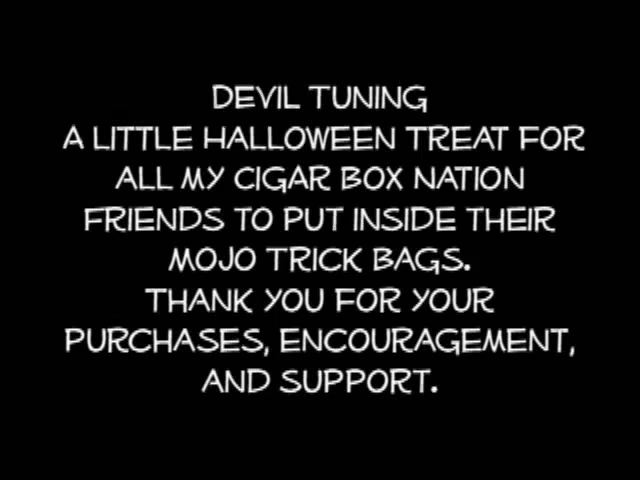 DEVIL TUNING
A LITTLE HALLOWEEN TREAT FOR
ALL MY CIGAR BOX NATION
FRIENDS TO PUT INSIDE THEIR
MOJO TRICK BAGS.
THANK YOU FOR YOUR
PURCHASES, ENCOURAGEMENT,
AND SUPPORT.